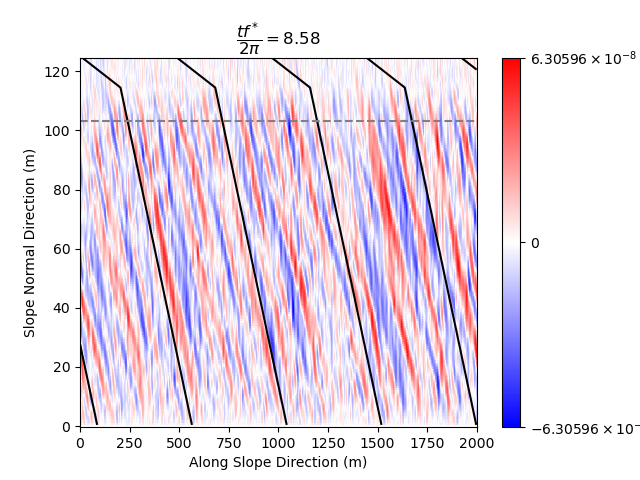 tf*/2π = 8.58
Slope Normal Direction (m)
120
100
80
60
40
20
0
0 250 500 750 1000 1250 1500 1750 2000
Along Slope Direction (m)
6.30596 × 10⁻⁸
0
−6.30596 × 10⁻